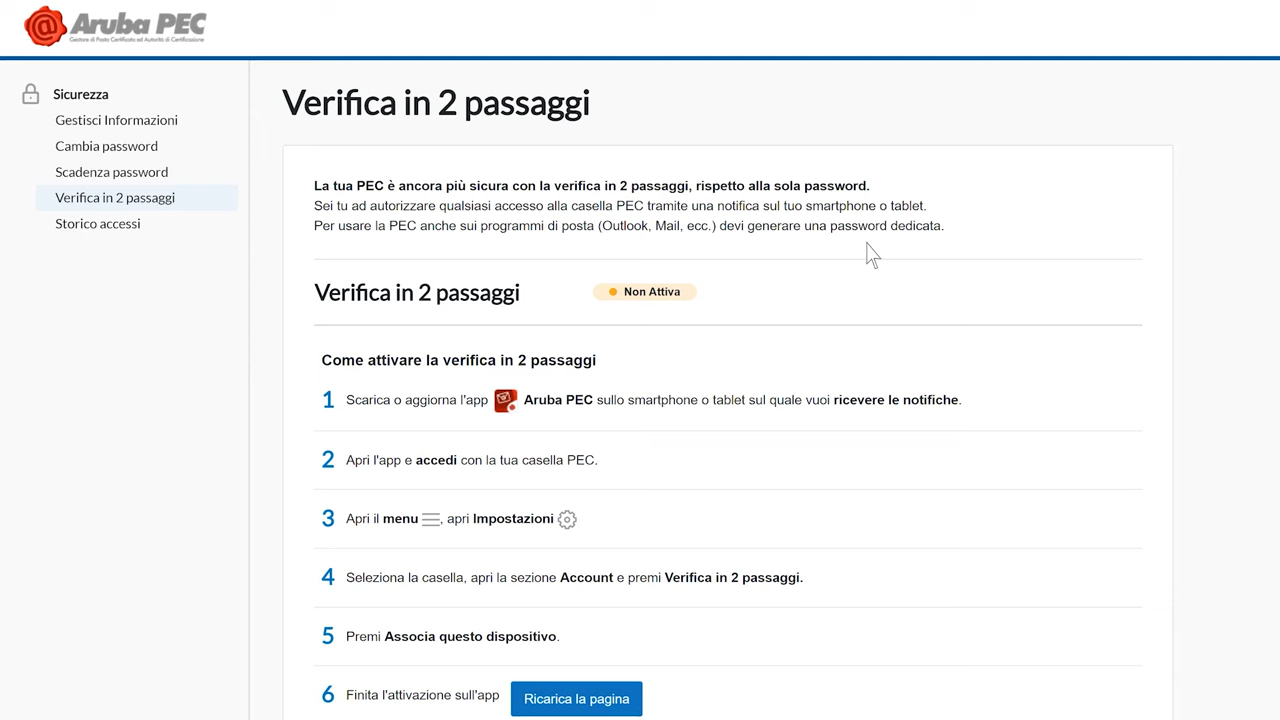 Aruba PEC
Gestore di Posta Certificata ed Autorità di Certificazione
Sicurezza
Gestisci Informazioni
Cambia password
Scadenza password
Verifica in 2 passaggi
Storico accessi
Verifica in 2 passaggi
La tua PEC è ancora più sicura con la verifica in 2 passaggi, rispetto alla sola password.
Sei tu ad autorizzare qualsiasi accesso alla casella PEC tramite una notifica sul tuo smartphone o tablet.
Per usare la PEC anche sui programmi di posta (Outlook, Mail, ecc.) devi generare una password dedicata.
Verifica in 2 passaggi Non Attiva
Come attivare la verifica in 2 passaggi
1 Scarica o aggiorna l'app Aruba PEC sullo smartphone o tablet sul quale vuoi ricevere le notifiche.
2 Apri l'app e accedi con la tua casella PEC.
3 Apri il menu , apri Impostazioni
4 Seleziona la casella, apri la sezione Account e premi Verifica in 2 passaggi.
5 Premi Associa questo dispositivo.
6 Finita l'attivazione sull'app Ricarica la pagina